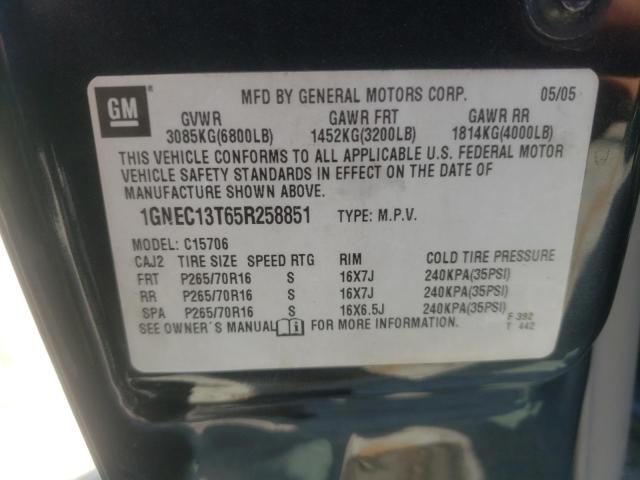 GM
MFD BY GENERAL MOTORS CORP. 05/05
GVWR GAWR FRT GAWR RR
3085KG(6800LB) 1452KG(3200LB) 1814KG(4000LB)
THIS VEHICLE CONFORMS TO ALL APPLICABLE U.S. FEDERAL MOTOR
VEHICLE SAFETY STANDARDS IN EFFECT ON THE DATE OF
MANUFACTURE SHOWN ABOVE.
1GNEC13T65R258851 TYPE: M.P.V.
MODEL: C15706
CAJ2 TIRE SIZE SPEED RTG RIM COLD TIRE PRESSURE
FRT P265/70R16 S 16X7J 240KPA(35PSI)
RR P265/70R16 S 16X7J 240KPA(35PSI)
SPA P265/70R16 S 16X6.5J 240KPA(35PSI)
SEE OWNER'S MANUAL FOR MORE INFORMATION.
F 392
T 442